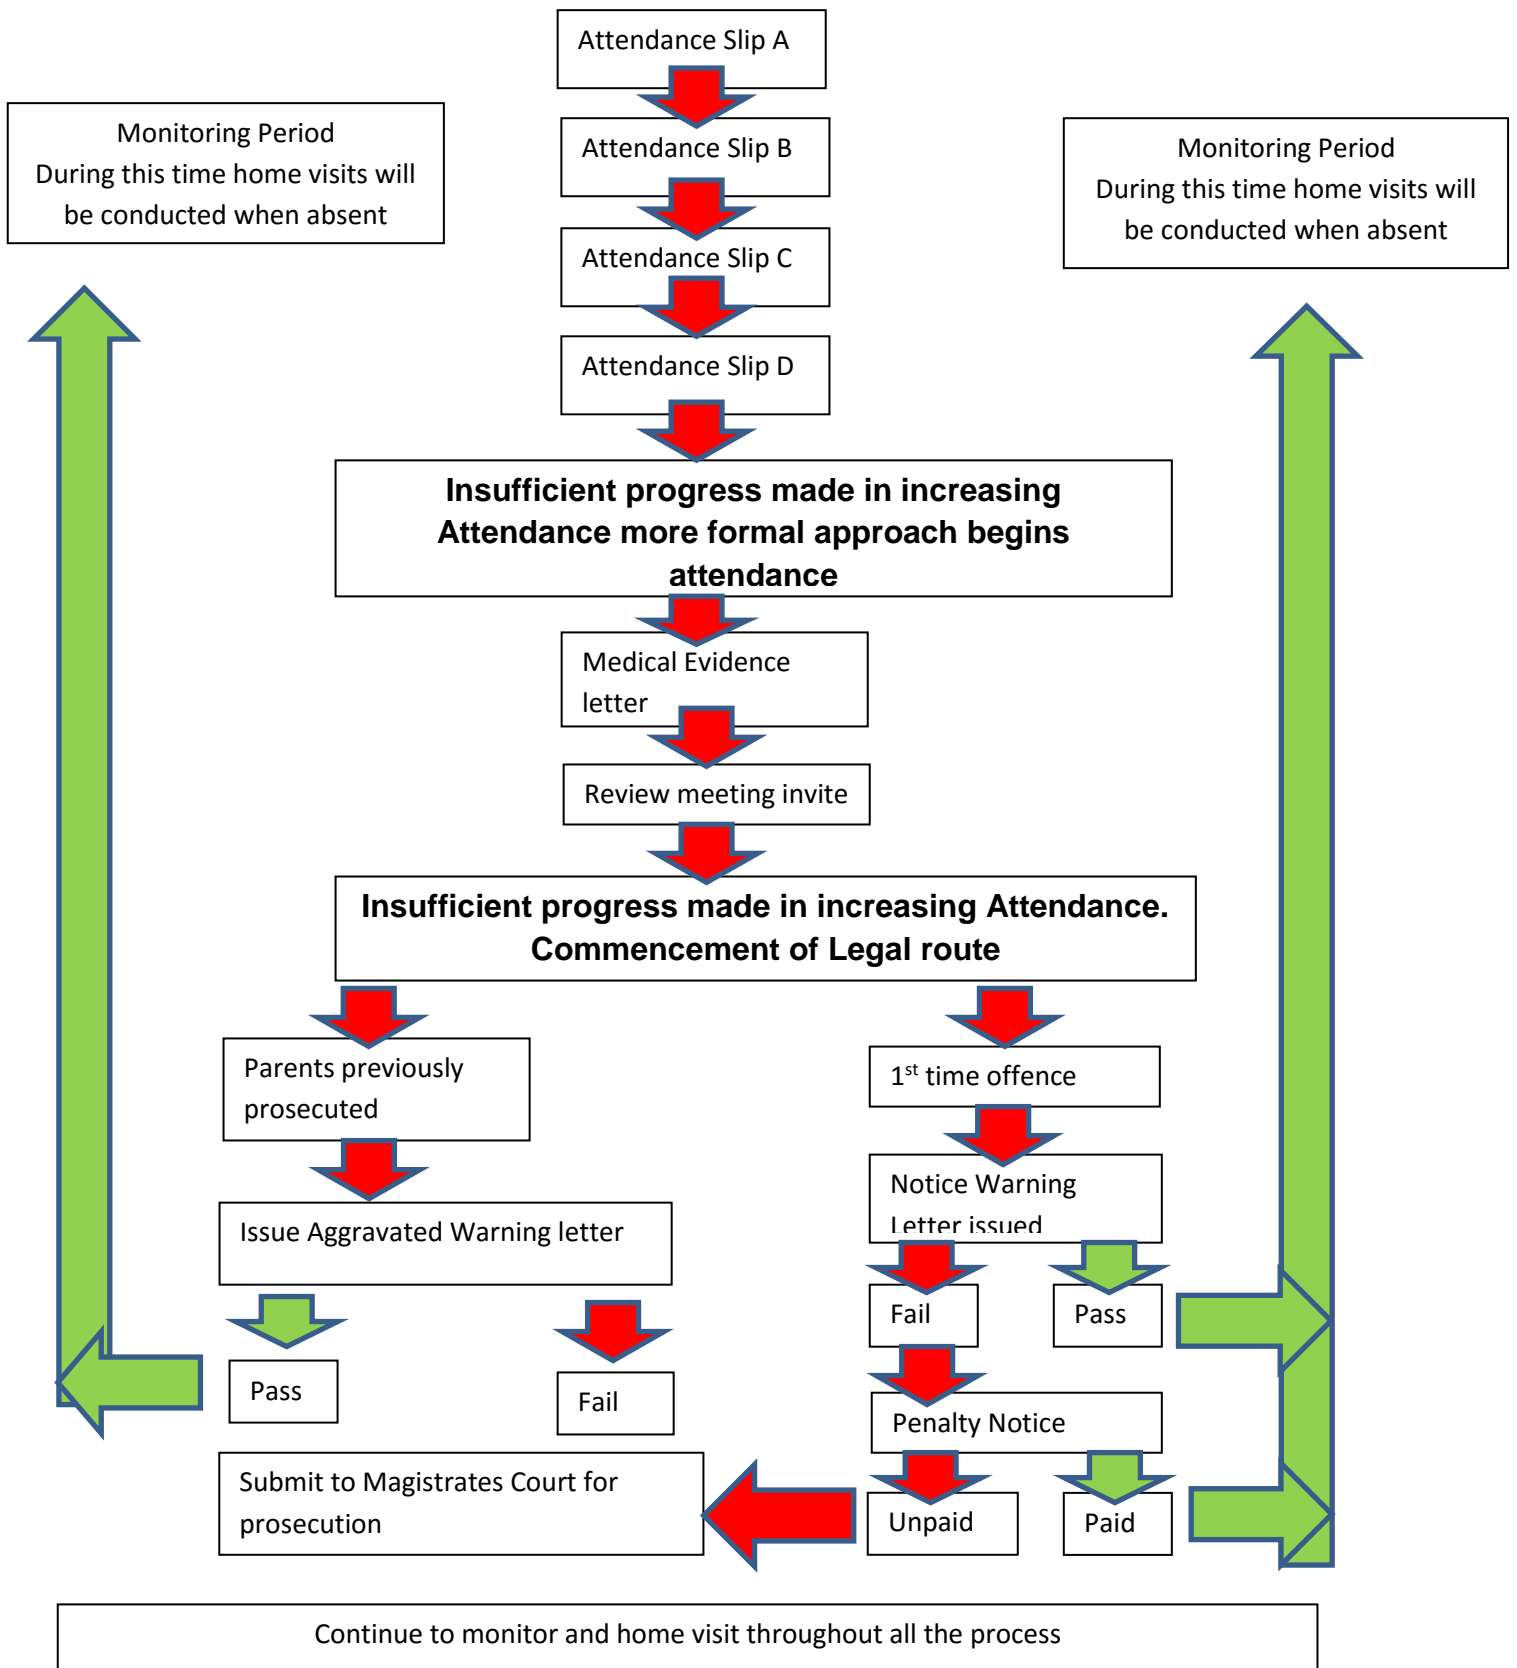 Attendance Slip A
Monitoring Period
During this time home visits will
be conducted when absent
Attendance Slip B
Monitoring Period
During this time home visits will
be conducted when absent
Attendance Slip C
Attendance Slip D
Insufficient progress made in increasing
Attendance more formal approach begins
attendance
Medical Evidence
letter
Review meeting invite
Insufficient progress made in increasing Attendance.
Commencement of Legal route
Parents previously
prosecuted
1st time offence
Issue Aggravated Warning letter
Notice Warning
Letter issued
Fail
Pass
Pass
Fail
Penalty Notice
Submit to Magistrates Court for
prosecution
Unpaid
Paid
Continue to monitor and home visit throughout all the process